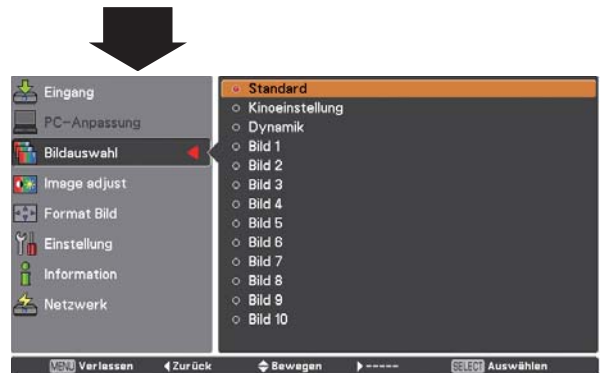 Eingang
PC-Anpassung
Bildauswahl
Image adjust
Format Bild
Einstellung
Information
Netzwerk
Standard
Kinoeinstellung
Dynamik
Bild 1
Bild 2
Bild 3
Bild 4
Bild 5
Bild 6
Bild 7
Bild 8
Bild 9
Bild 10
MENU Verlassen Zurück Bewegen ----- SELECT Auswählen